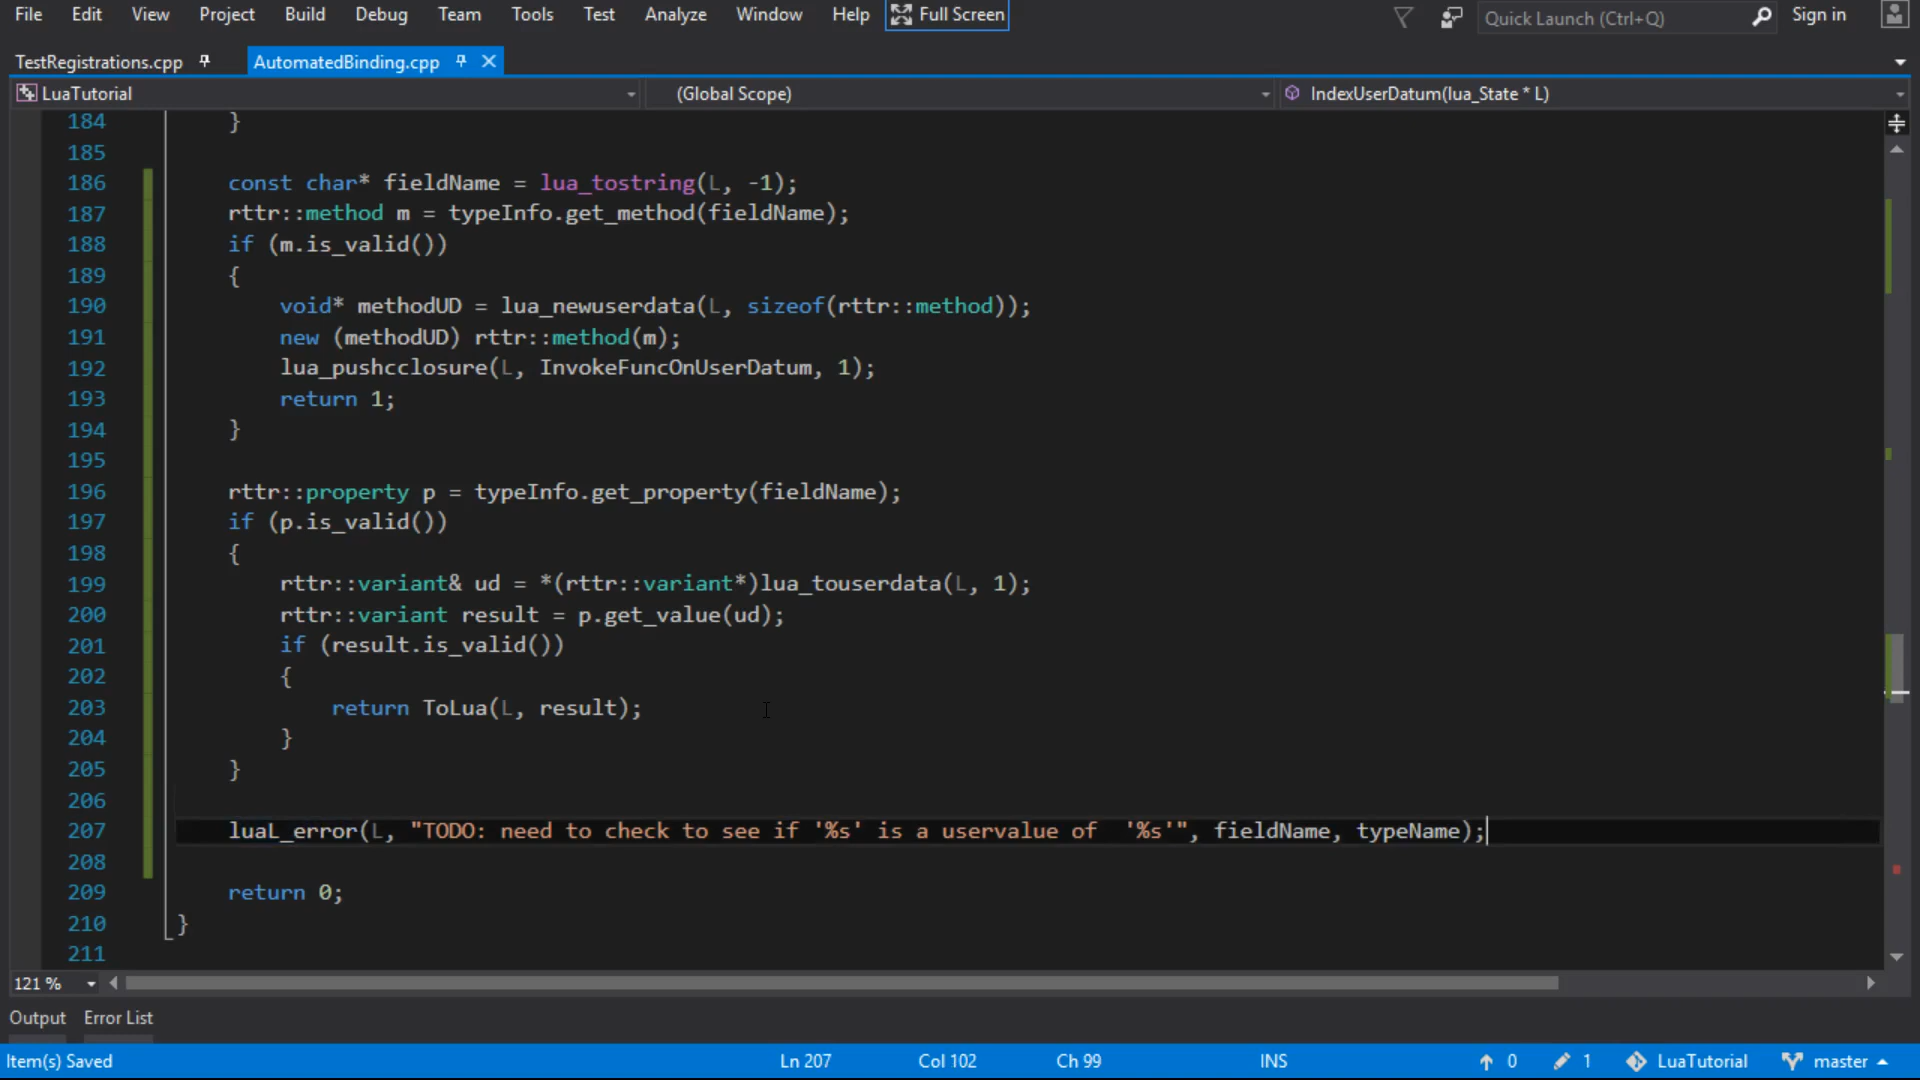 File Edit View Project Build Debug Team Tools Test Analyze Window Help Full Screen Quick Launch (Ctrl+Q) Sign in
TestRegistrations.cpp AutomatedBinding.cpp
LuaTutorial (Global Scope) IndexUserDatum(lua_State * L)
184 }
185
186 const char* fieldName = lua_tostring(L, -1);
187 rttr::method m = typeInfo.get_method(fieldName);
188 if (m.is_valid())
189 {
190 void* methodUD = lua_newuserdata(L, sizeof(rttr::method));
191 new (methodUD) rttr::method(m);
192 lua_pushcclosure(L, InvokeFuncOnUserDatum, 1);
193 return 1;
194 }
195
196 rttr::property p = typeInfo.get_property(fieldName);
197 if (p.is_valid())
198 {
199 rttr::variant& ud = *(rttr::variant*)lua_touserdata(L, 1);
200 rttr::variant result = p.get_value(ud);
201 if (result.is_valid())
202 {
203 return ToLua(L, result);
204 }
205 }
206
207 luaL_error(L, "TODO: need to check to see if '%s' is a uservalue of  '%s'", fieldName, typeName);
208
209 return 0;
210 }
211
121 %
Output Error List
Item(s) Saved Ln 207 Col 102 Ch 99 INS 0 1 LuaTutorial master